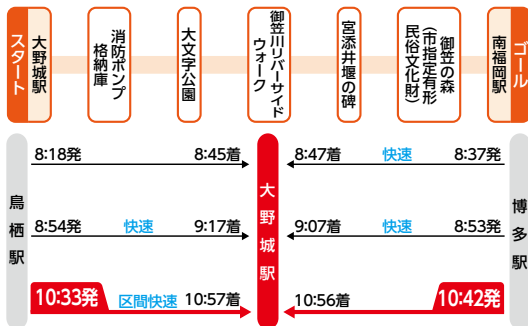 スタート
大野城駅
消防ポンプ
格納庫
大文字公園
御笠川リバーサイド
ウォーク
宮添井堰の碑
御笠の森
(市指定有形
民俗文化財)
南福岡駅
ゴール
鳥栖駅
8:18発 8:45着
8:54発 快速 9:17着
10:33発 区間快速 10:57着
大野城駅
8:47着 快速 8:37発
9:07着 快速 8:53発
10:56着 10:42発
博多駅